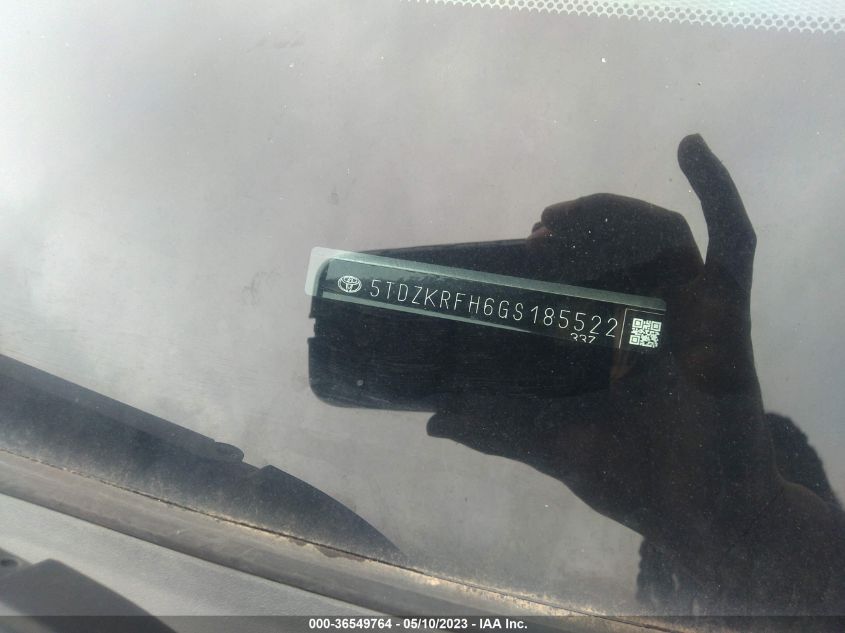 5TDZKRFH6GS185522
337
000-36549764 - 05/10/2023 - IAA Inc.